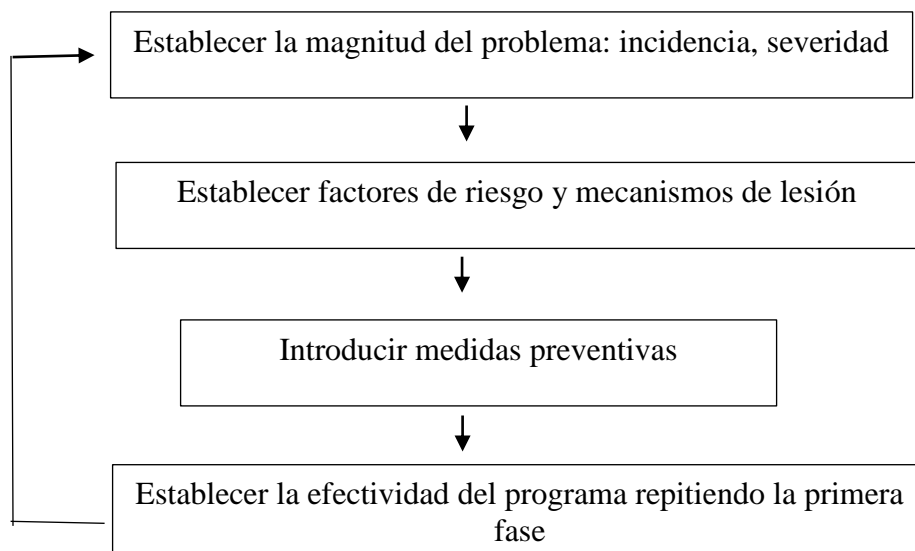 Establecer la magnitud del problema: incidencia, severidad
Establecer factores de riesgo y mecanismos de lesión
Introducir medidas preventivas
Establecer la efectividad del programa repitiendo la primera
fase